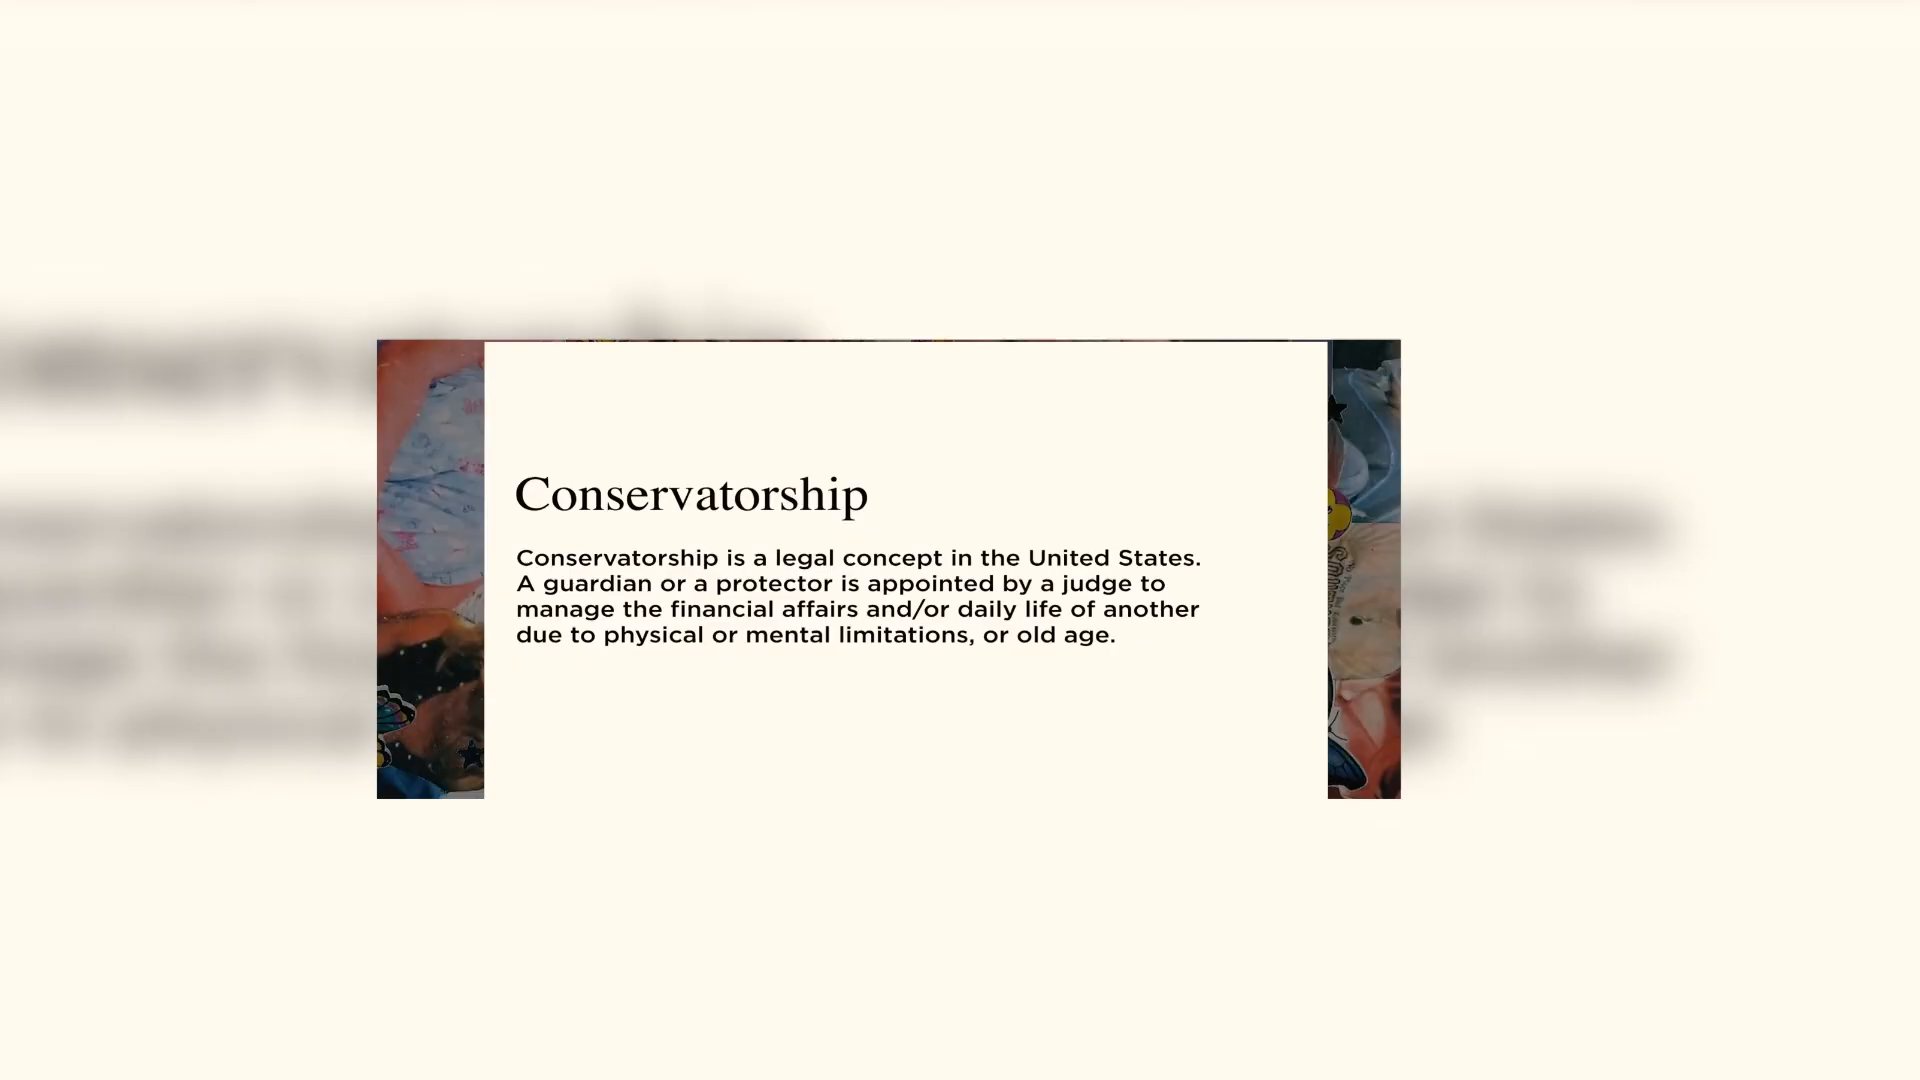 Conservatorship
Conservatorship is a legal concept in the United States.
A guardian or a protector is appointed by a judge to
manage the financial affairs and/or daily life of another
due to physical or mental limitations, or old age.